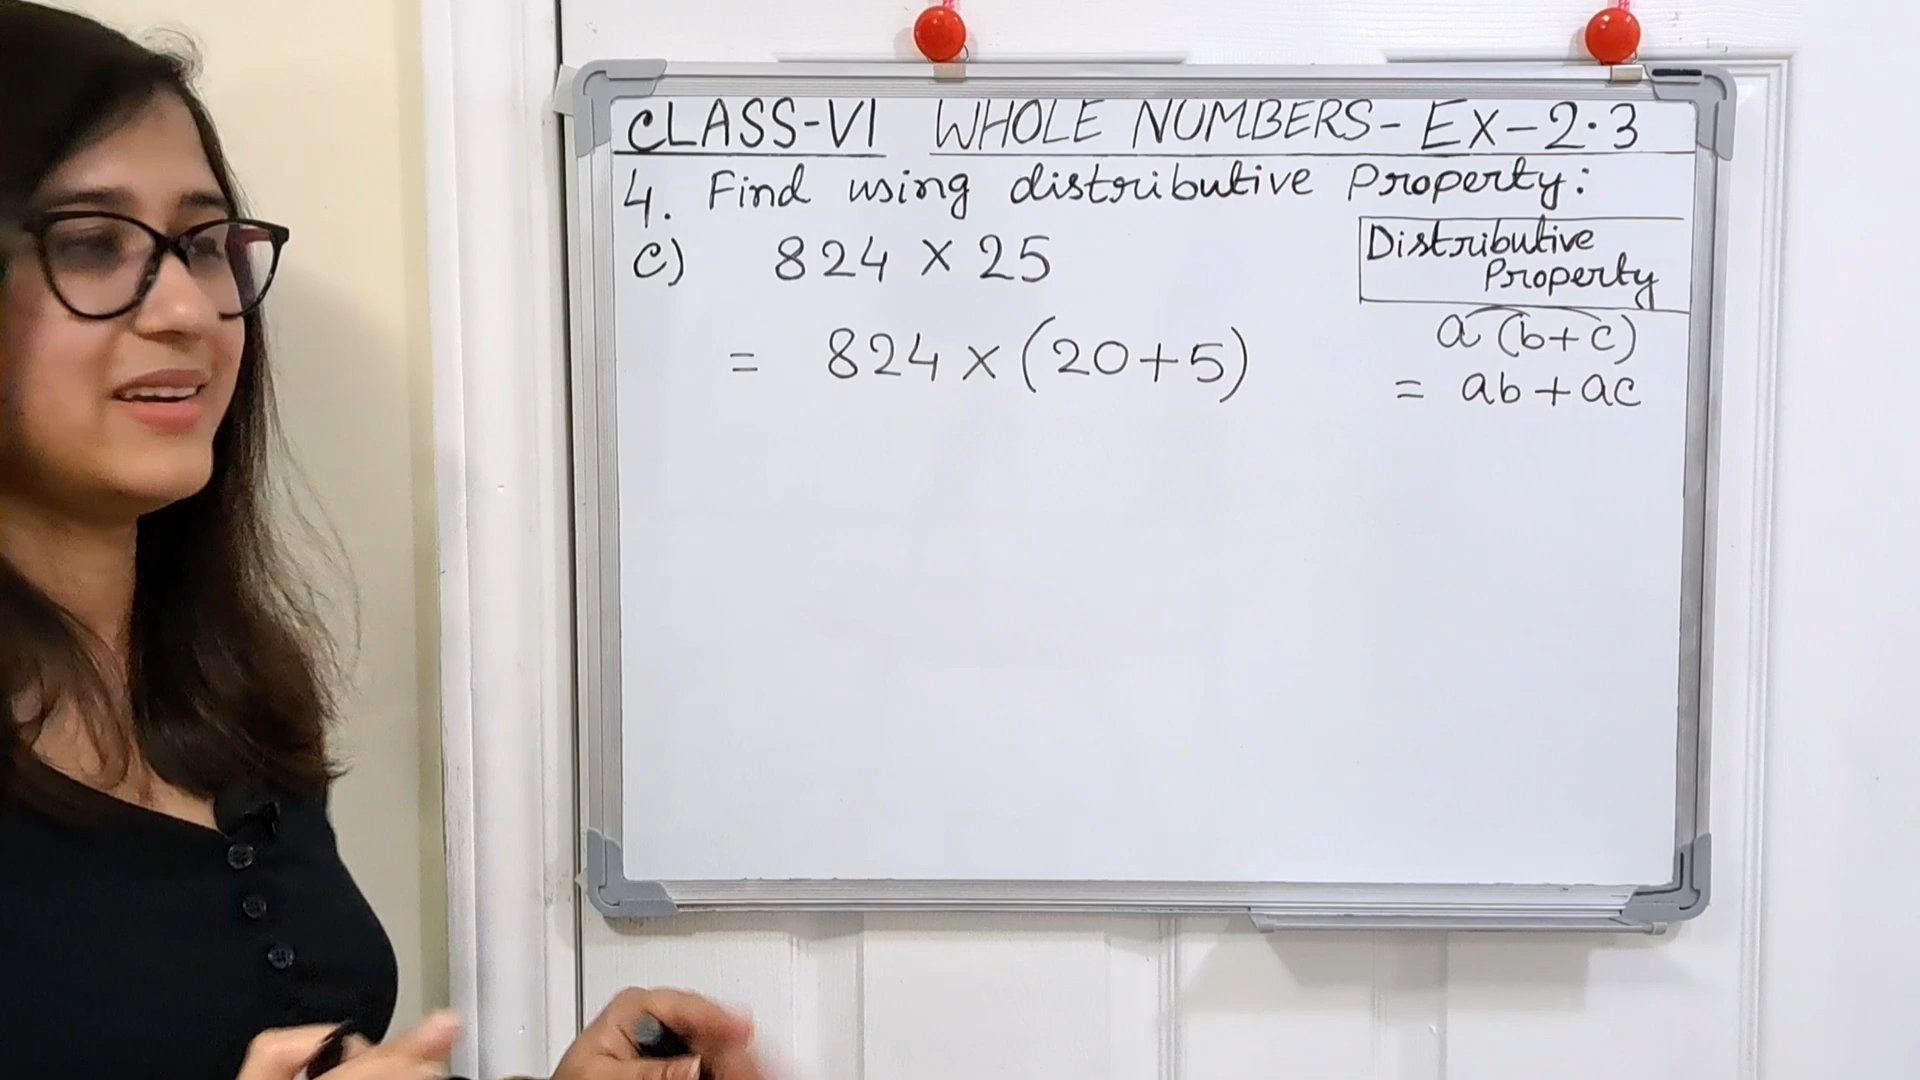 CLASS-VI WHOLE NUMBERS - EX-2.3
4. Find using distributive Property:
c) 824 × 25
= 824 × (20+5)
Distributive
Property
a (b+c)
= ab + ac